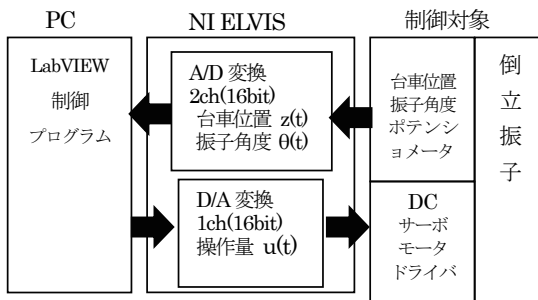 PC
NI ELVIS
制御対象
LabVIEW
制御
プログラム
A/D 変換
2ch(16bit)
台車位置 z(t)
振子角度 θ(t)
D/A 変換
1ch(16bit)
操作量 u(t)
台車位置
振子角度
ポテンシ
ョメータ
DC
サーボ
モータ
ドライバ
倒
立
振
子